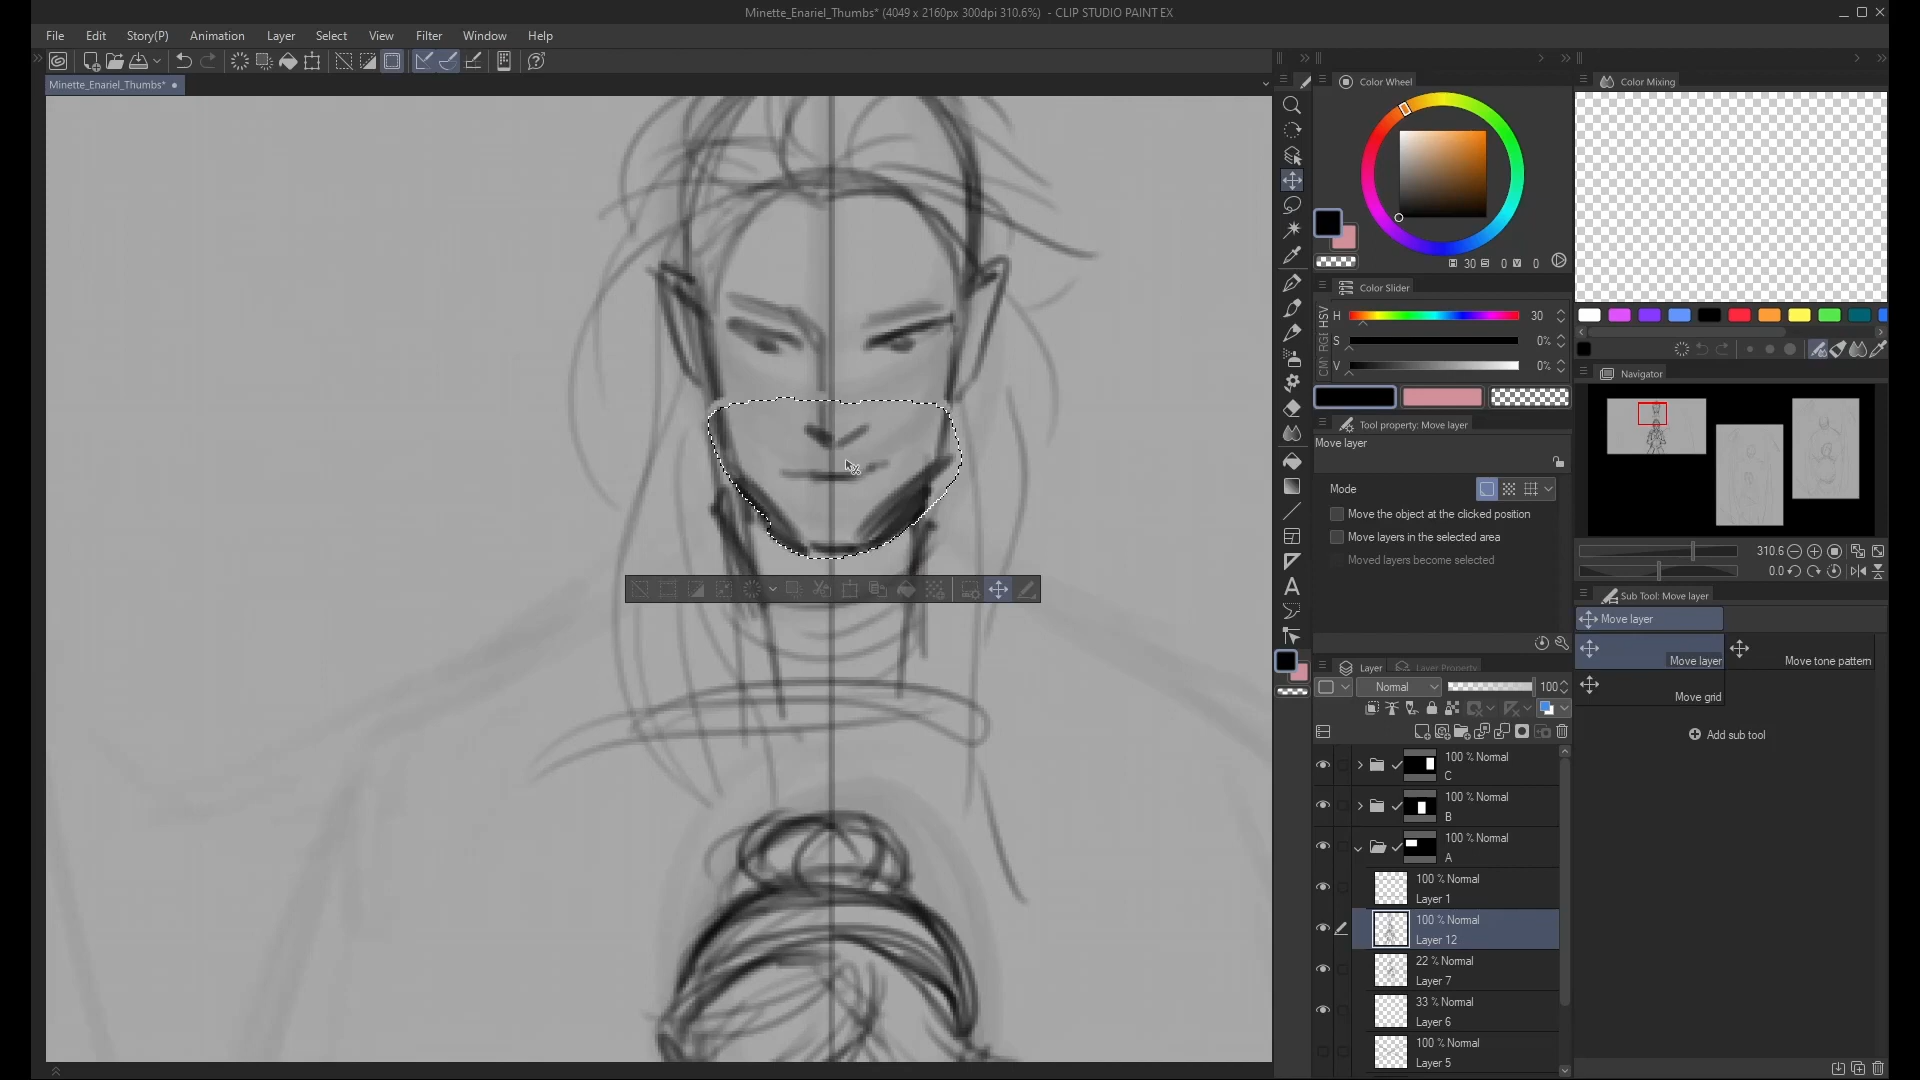 Minette_Enariel_Thumbs* (4049 x 2160px 300dpi 310.6%) - CLIP STUDIO PAINT EX
File Edit Story(P) Animation Layer Select View Filter Window Help
Minette_Enariel_Thumbs*
Color Wheel
30 0 0
Color Slider
HSV
RGB
CMY
H 30
S 0%
V 0%
Tool property: Move layer
Move layer
Mode
Move the object at the clicked position
Move layers in the selected area
Moved layers become selected
Layer Layer Property
Normal 100
100 % Normal
C
100 % Normal
B
100 % Normal
A
100 % Normal
Layer 1
100 % Normal
Layer 12
22 % Normal
Layer 7
33 % Normal
Layer 6
100 % Normal
Layer 5
Color Mixing
Navigator
310.6
0.0
Sub Tool: Move layer
Move layer
Move layer
Move tone pattern
Move grid
Add sub tool